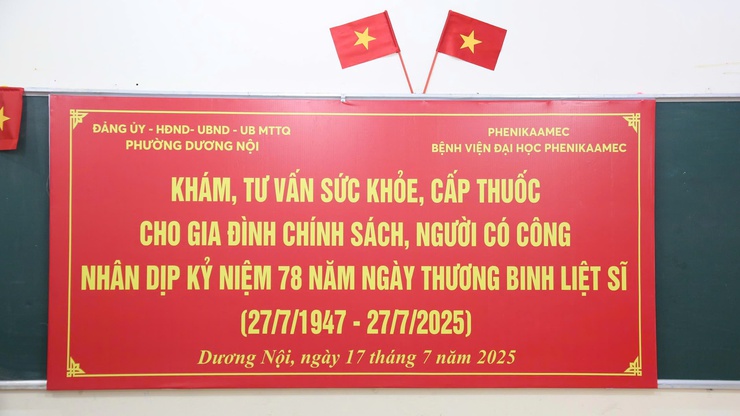 ĐẢNG ỦY - HĐND- UBND - UB MTTQ
PHƯỜNG DƯƠNG NỘI
PHENIKAAMEC
BỆNH VIỆN ĐẠI HỌC PHENIKAAMEC
KHÁM, TƯ VẤN SỨC KHỎE, CẤP THUỐC
CHO GIA ĐÌNH CHÍNH SÁCH, NGƯỜI CÓ CÔNG
NHÂN DỊP KỶ NIỆM 78 NĂM NGÀY THƯƠNG BINH LIỆT SĨ
(27/7/1947 - 27/7/2025)
Dương Nội, ngày 17 tháng 7 năm 2025